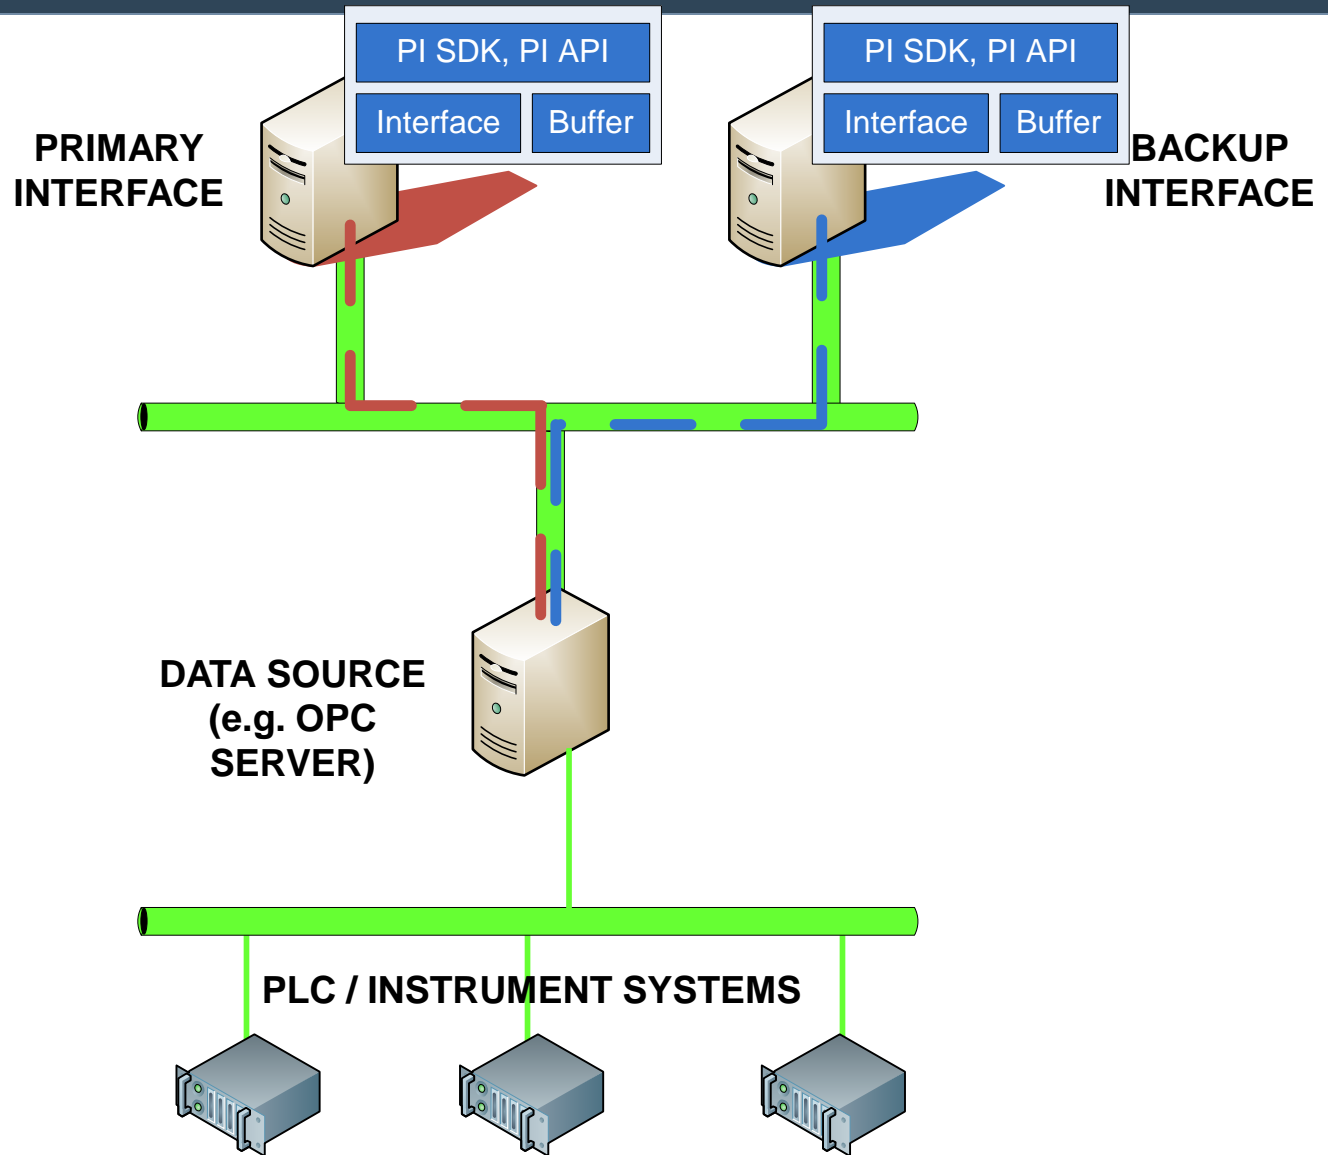 PI SDK, PI API
Interface
Buffer
PRIMARY
INTERFACE
PI SDK, PI API
Interface
Buffer
BACKUP
INTERFACE
DATA SOURCE
(e.g. OPC
SERVER)
PLC / INSTRUMENT SYSTEMS